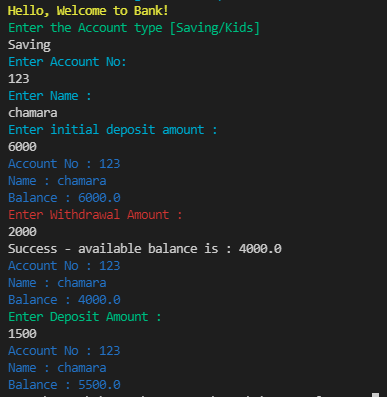 Hello, Welcome to Bank!
Enter the Account type [Saving/Kids]
Saving
Enter Account No:
123
Enter Name :
chamara
Enter initial deposit amount :
6000
Account No : 123
Name : chamara
Balance : 6000.0
Enter Withdrawal Amount :
2000
Success - available balance is : 4000.0
Account No : 123
Name : chamara
Balance : 4000.0
Enter Deposit Amount :
1500
Account No : 123
Name : chamara
Balance : 5500.0